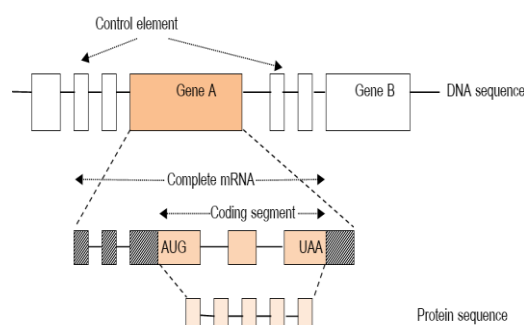 Control element
Gene A
Gene B
DNA sequence
Complete mRNA
Coding segment
AUG
UAA
Protein sequence